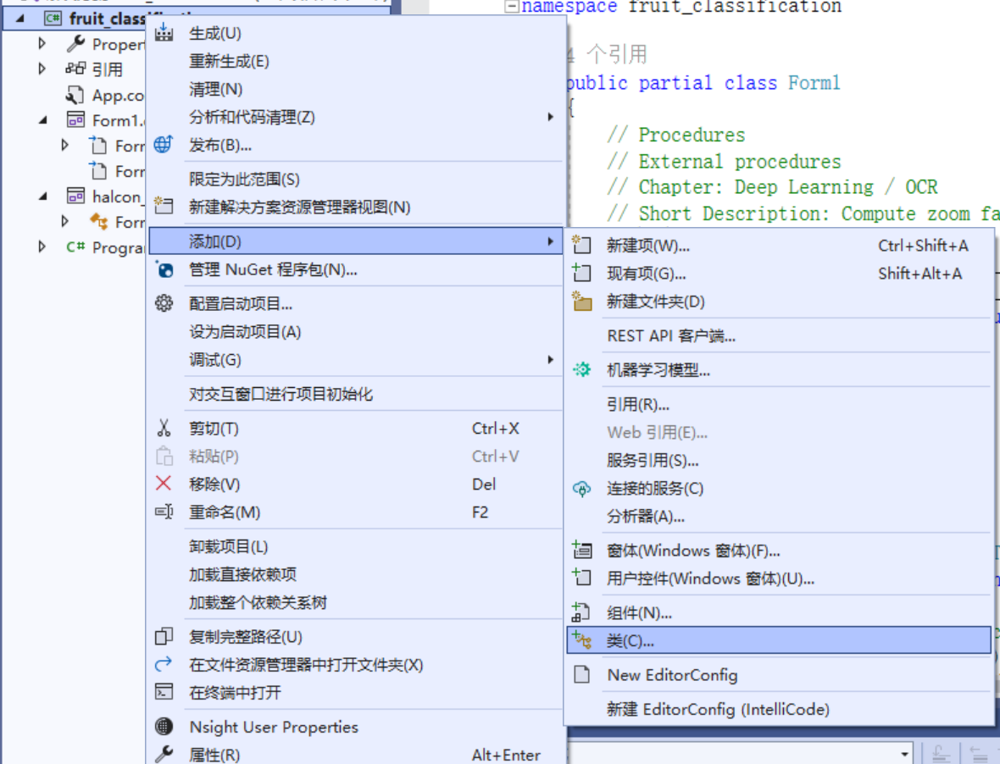 namespace fruit_classification
fruit_classification
4 个引用
public partial class Form1
{
// Procedures
// External procedures
// Chapter: Deep Learning / OCR
// Short Description: Compute zoom fa
Proper
引用
App.co
Form1.
For
For
halcon_
For
C# Progra
生成(U)
重新生成(E)
清理(N)
分析和代码清理(Z)
发布(B)...
限定为此范围(S)
新建解决方案资源管理器视图(N)
添加(D)
管理 NuGet 程序包(N)...
配置启动项目...
设为启动项目(A)
调试(G)
对交互窗口进行项目初始化
剪切(T) Ctrl+X
粘贴(P) Ctrl+V
移除(V) Del
重命名(M) F2
卸载项目(L)
加载直接依赖项
加载整个依赖关系树
复制完整路径(U)
在文件资源管理器中打开文件夹(X)
在终端中打开
Nsight User Properties
属性(R) Alt+Enter
新建项(W)... Ctrl+Shift+A
现有项(G)... Shift+Alt+A
新建文件夹(D)
REST API 客户端...
机器学习模型...
引用(R)...
Web 引用(E)...
服务引用(S)...
连接的服务(C)
分析器(A)...
窗体(Windows 窗体)(F)...
用户控件(Windows 窗体)(U)...
组件(N)...
类(C)...
New EditorConfig
新建 EditorConfig (IntelliCode)